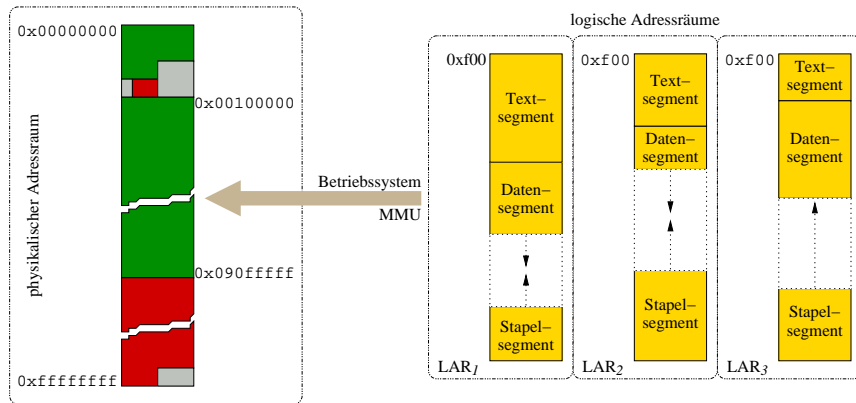 logische Adressräume
physikalischer Adressraum
0x00000000
0x00100000
0x090fffff
0xffffffff
Betriebssystem
MMU
0xf00
Text–
segment
Daten–
segment
Stapel–
segment
LAR1
0xf00
Text–
segment
Daten–
segment
Stapel–
segment
LAR2
0xf00
Text–
segment
Daten–
segment
Stapel–
segment
LAR3